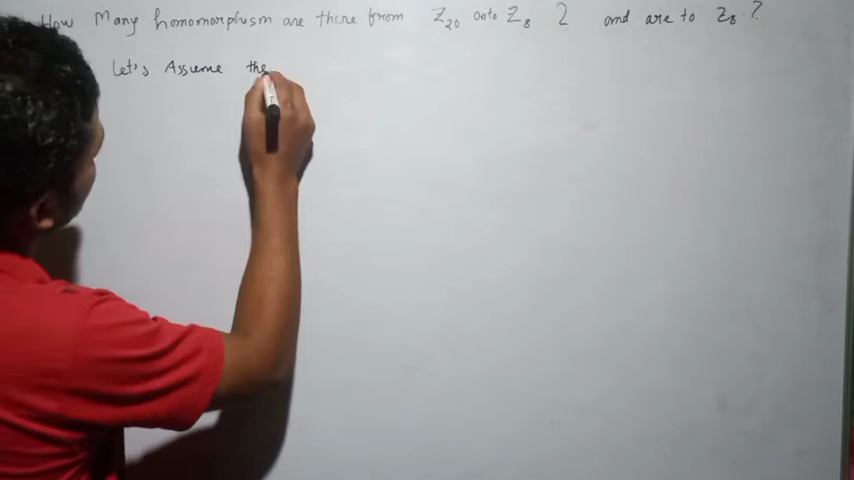 How Many homomorphism are there from Z20 onto Z8 ? and are to Z8 ?
Let's Assume the